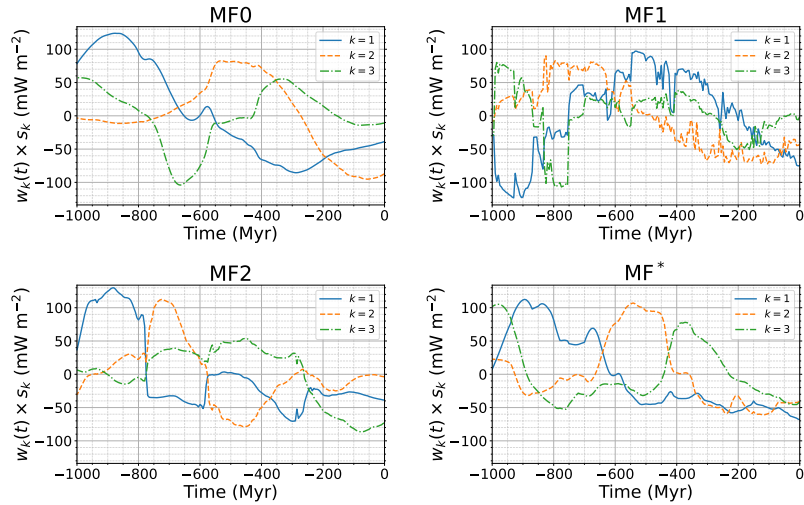 MF0
w_k(t) × s_k (mW m⁻²)
100
50
0
−50
−100
k = 1
k = 2
k = 3
−1000 −800 −600 −400 −200 0
Time (Myr)
MF1
w_k(t) × s_k (mW m⁻²)
100
50
0
−50
−100
k = 1
k = 2
k = 3
−1000 −800 −600 −400 −200 0
Time (Myr)
MF2
w_k(t) × s_k (mW m⁻²)
100
50
0
−50
−100
k = 1
k = 2
k = 3
−1000 −800 −600 −400 −200 0
Time (Myr)
MF*
w_k(t) × s_k (mW m⁻²)
100
50
0
−50
−100
k = 1
k = 2
k = 3
−1000 −800 −600 −400 −200 0
Time (Myr)